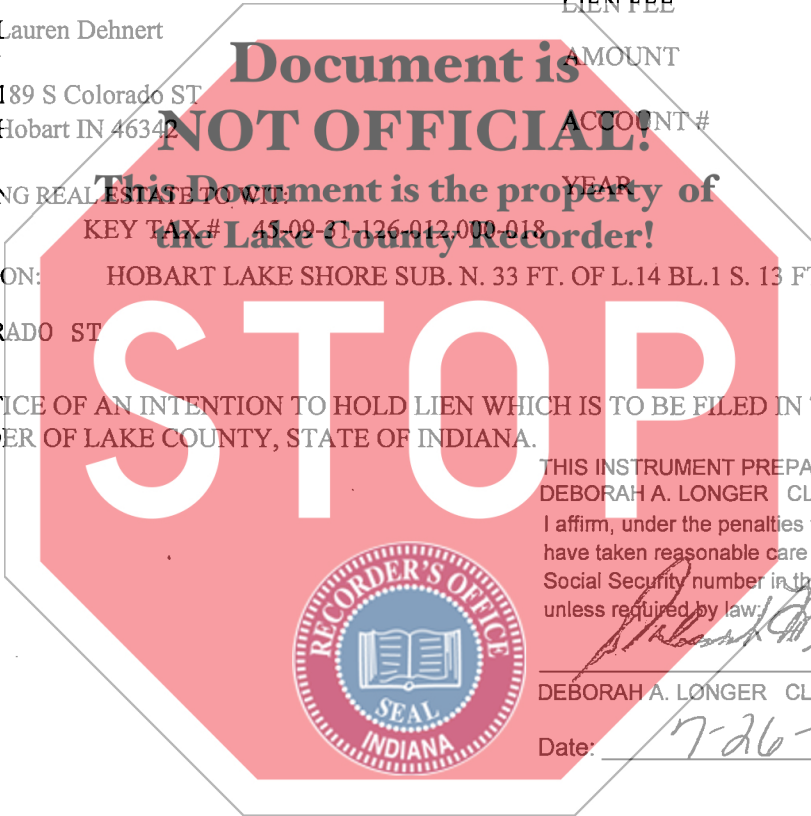 LIEN FEE
Lauren Dehnert
Document is
AMOUNT
189 S Colorado ST
Hobart IN 46342
NOT OFFICIAL!
ACCOUNT #
NG REAL ESTATE TO WIT:
This Document is the property of
YEAR
KEY TAX # 45-09-31-126-012.000-018
the Lake County Recorder!
ON: HOBART LAKE SHORE SUB. N. 33 FT. OF L.14 BL.1 S. 13 FT
RADO ST
STOP
TICE OF AN INTENTION TO HOLD LIEN WHICH IS TO BE FILED IN
ER OF LAKE COUNTY, STATE OF INDIANA.
THIS INSTRUMENT PREPA
DEBORAH A. LONGER CL
I affirm, under the penalties
have taken reasonable care
Social Security number in th
unless required by law.
RECORDER'S OFFICE
SEAL
INDIANA
DEBORAH A. LONGER CL
Date: 7-26-